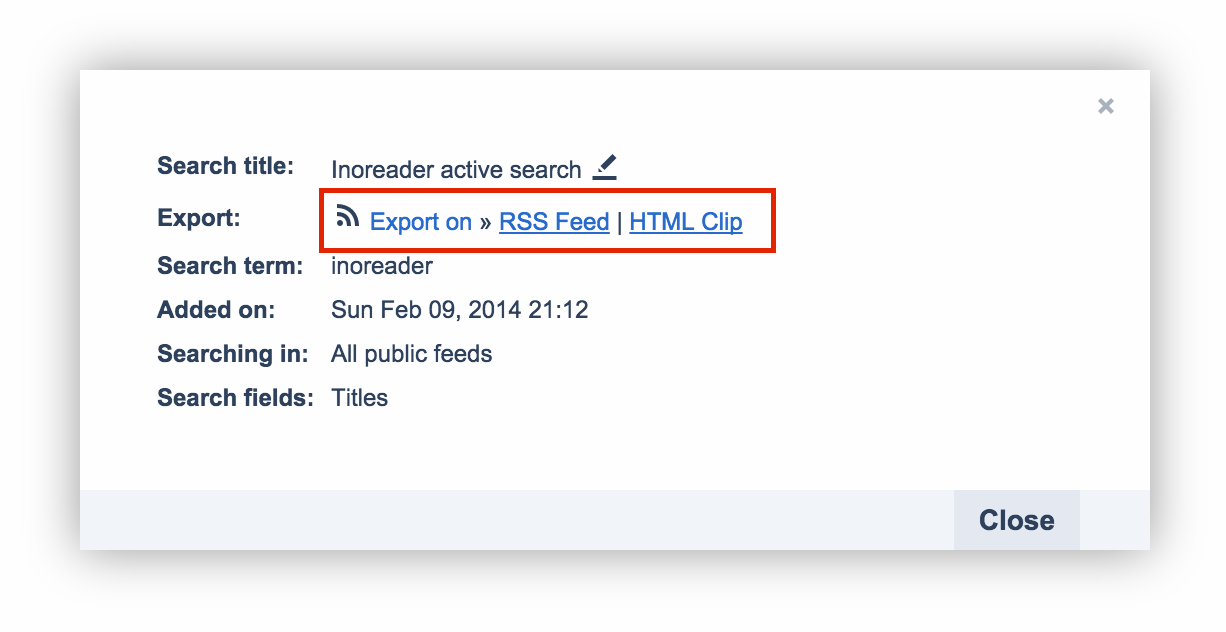 ×
Search title: Inoreader active search
Export: Export on » RSS Feed | HTML Clip
Search term: inoreader
Added on: Sun Feb 09, 2014 21:12
Searching in: All public feeds
Search fields: Titles
Close